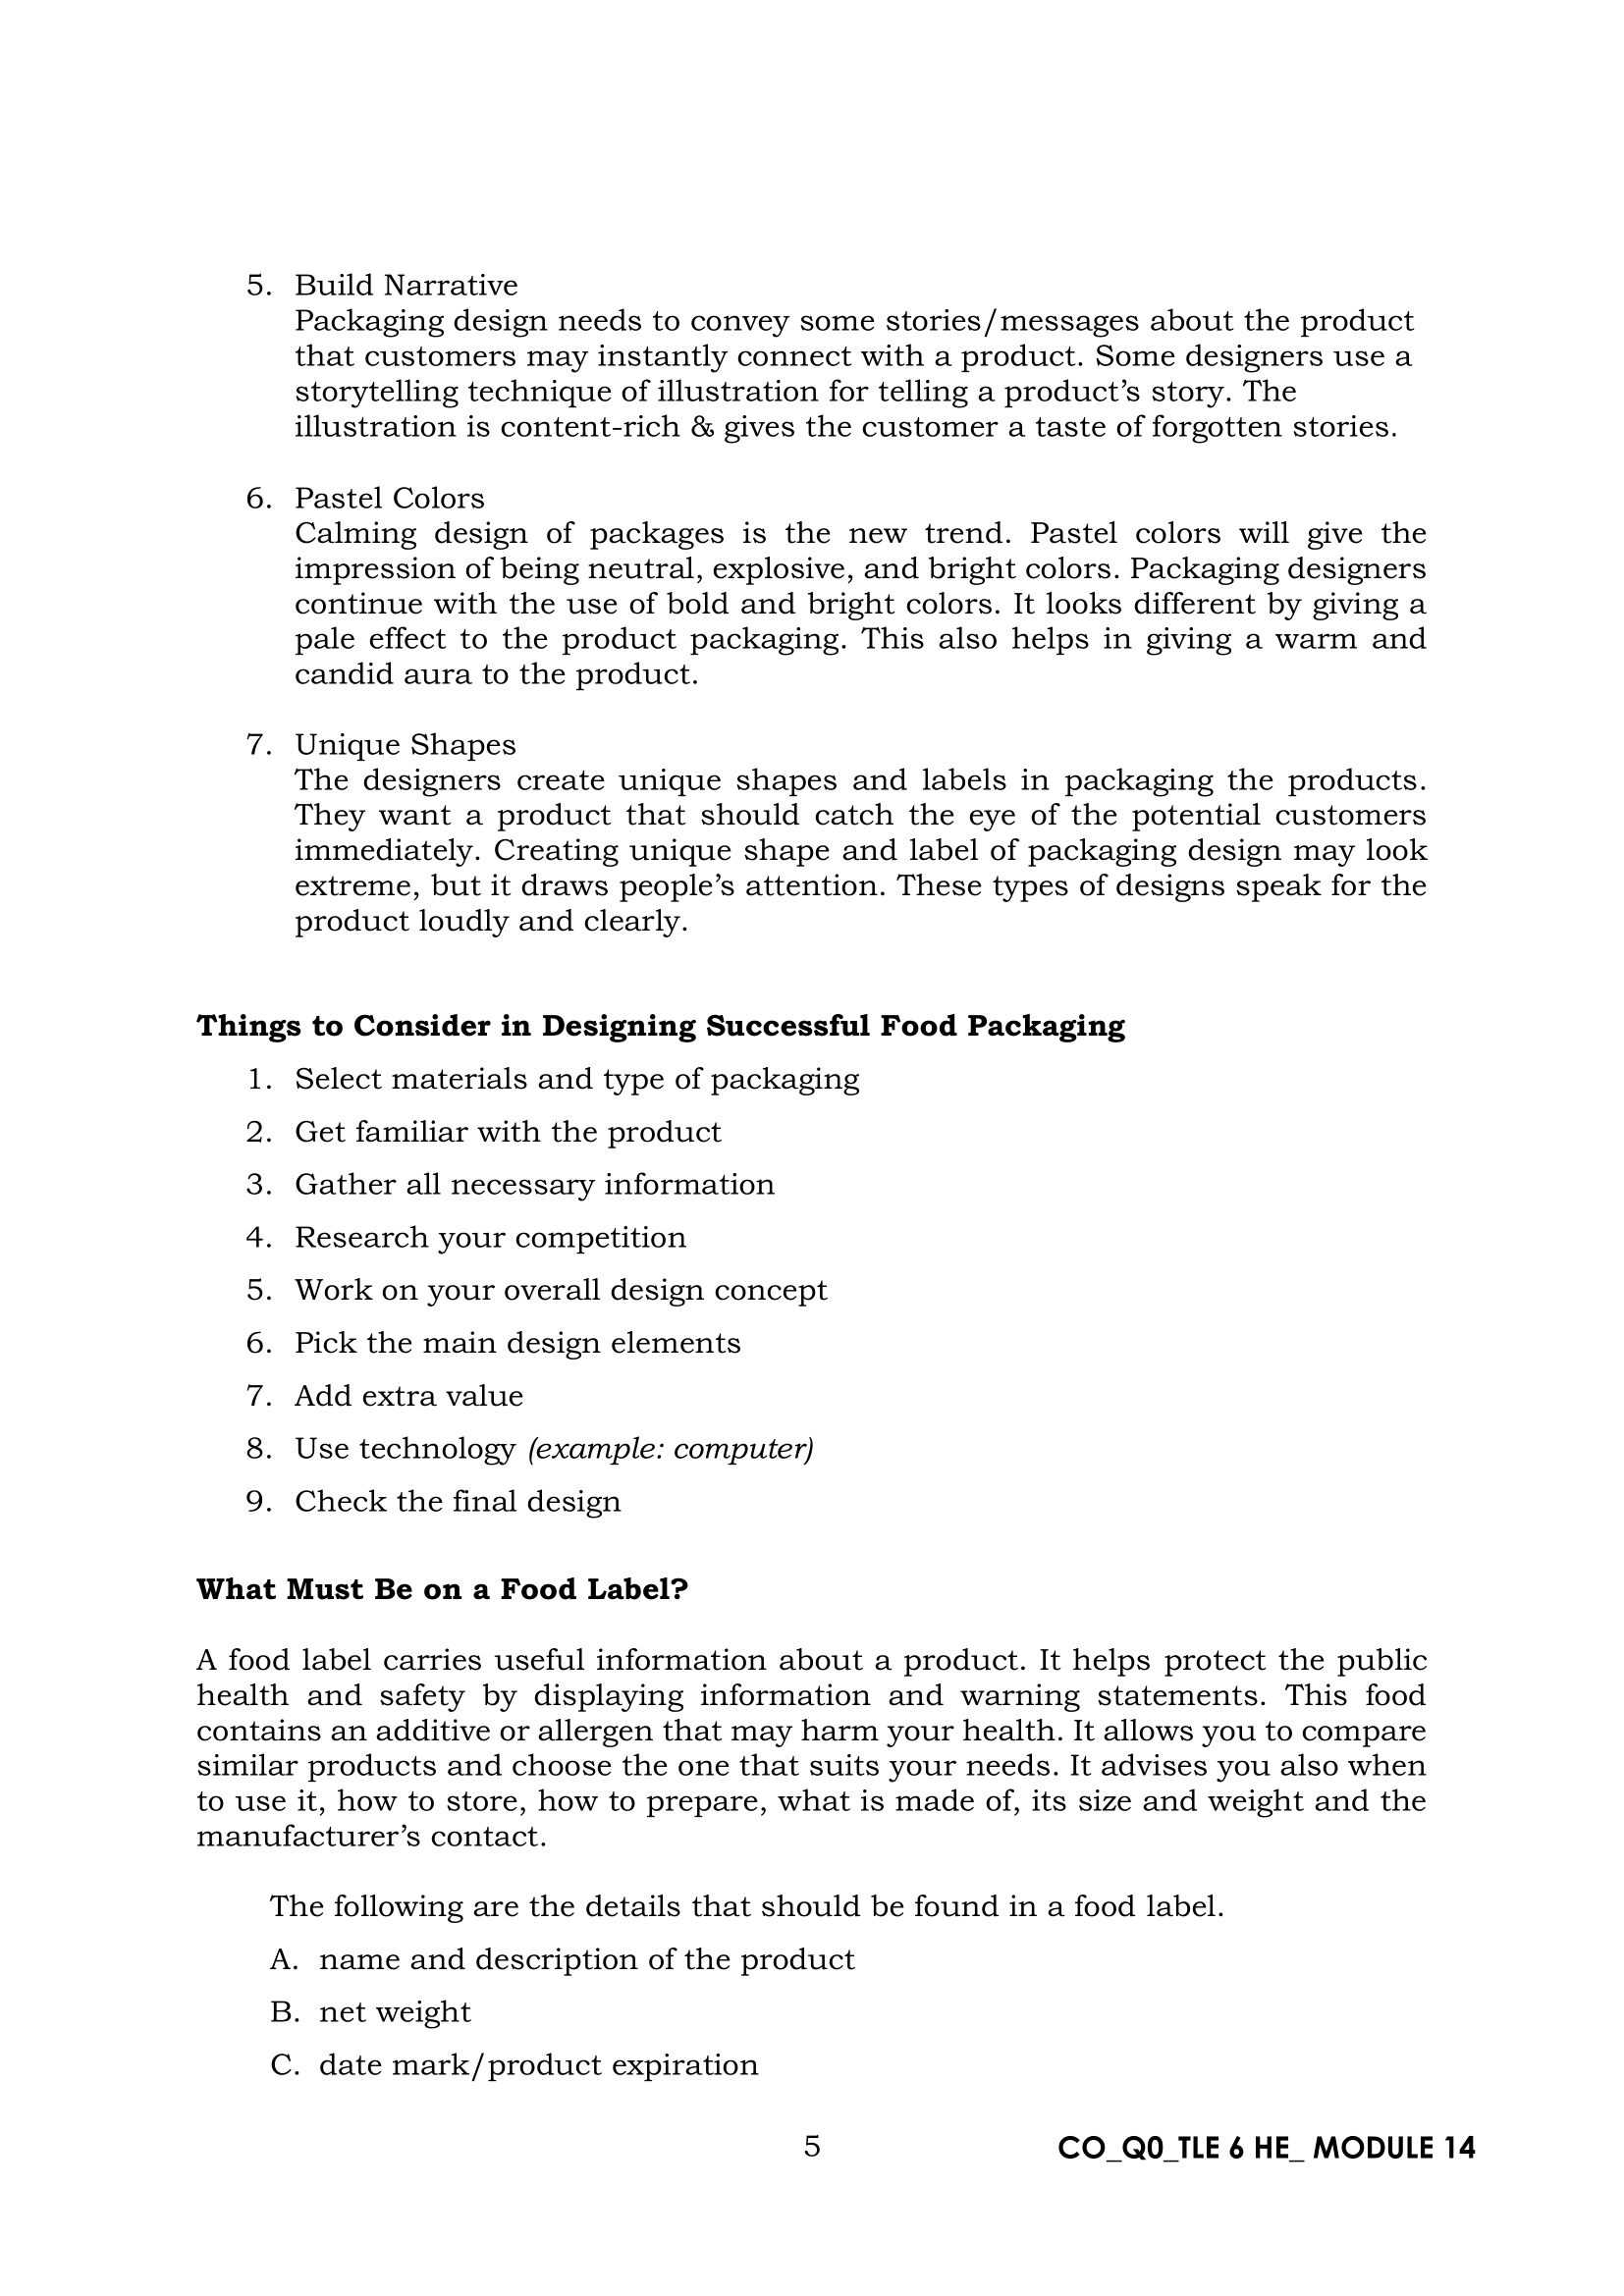 5. Build Narrative
Packaging design needs to convey some stories/messages about the product
that customers may instantly connect with a product. Some designers use a
storytelling technique of illustration for telling a product’s story. The
illustration is content-rich & gives the customer a taste of forgotten stories.
6. Pastel Colors
Calming design of packages is the new trend. Pastel colors will give the
impression of being neutral, explosive, and bright colors. Packaging designers
continue with the use of bold and bright colors. It looks different by giving a
pale effect to the product packaging. This also helps in giving a warm and
candid aura to the product.
7. Unique Shapes
The designers create unique shapes and labels in packaging the products.
They want a product that should catch the eye of the potential customers
immediately. Creating unique shape and label of packaging design may look
extreme, but it draws people’s attention. These types of designs speak for the
product loudly and clearly.
Things to Consider in Designing Successful Food Packaging
1. Select materials and type of packaging
2. Get familiar with the product
3. Gather all necessary information
4. Research your competition
5. Work on your overall design concept
6. Pick the main design elements
7. Add extra value
8. Use technology (example: computer)
9. Check the final design
What Must Be on a Food Label?
A food label carries useful information about a product. It helps protect the public
health and safety by displaying information and warning statements. This food
contains an additive or allergen that may harm your health. It allows you to compare
similar products and choose the one that suits your needs. It advises you also when
to use it, how to store, how to prepare, what is made of, its size and weight and the
manufacturer’s contact.
The following are the details that should be found in a food label.
A. name and description of the product
B. net weight
C. date mark/product expiration
5 CO_Q0_TLE 6 HE_ MODULE 14